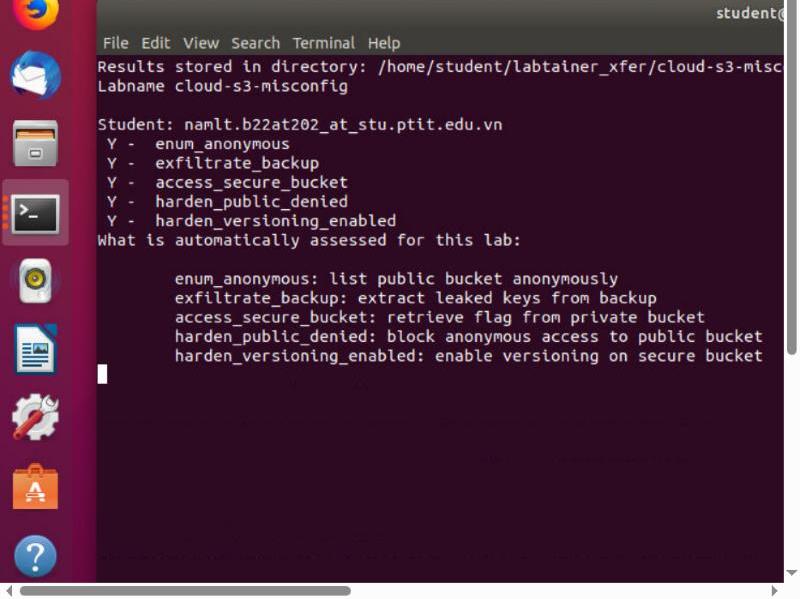 student@
File Edit View Search Terminal Help
Results stored in directory: /home/student/labtainer_xfer/cloud-s3-misc
Labname cloud-s3-misconfig
Student: namlt.b22at202_at_stu.ptit.edu.vn
Y - enum_anonymous
Y - exfiltrate_backup
Y - access_secure_bucket
Y - harden_public_denied
Y - harden_versioning_enabled
What is automatically assessed for this lab:
enum_anonymous: list public bucket anonymously
exfiltrate_backup: extract leaked keys from backup
access_secure_bucket: retrieve flag from private bucket
harden_public_denied: block anonymous access to public bucket
harden_versioning_enabled: enable versioning on secure bucket